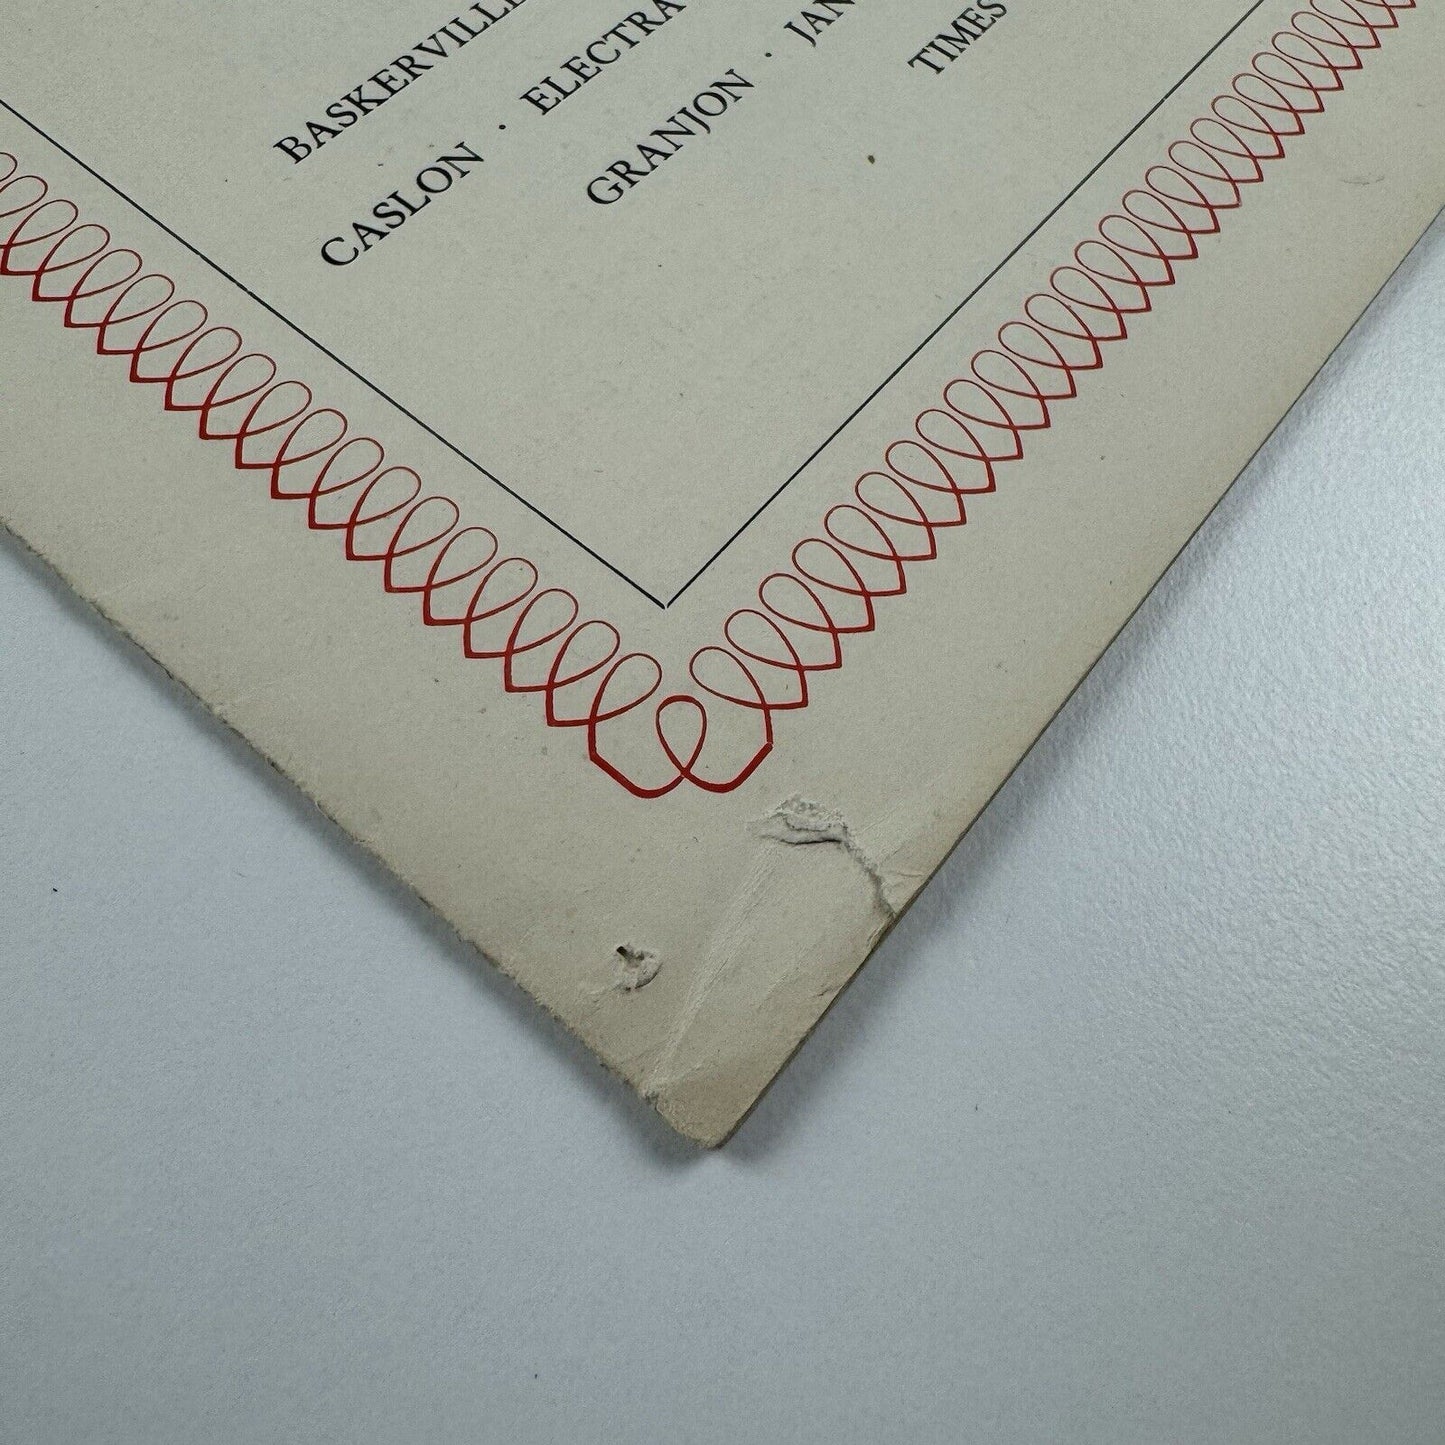 BASKERVILLE
CASLON · ELECTRA
GRANJON · JAN
TIMES